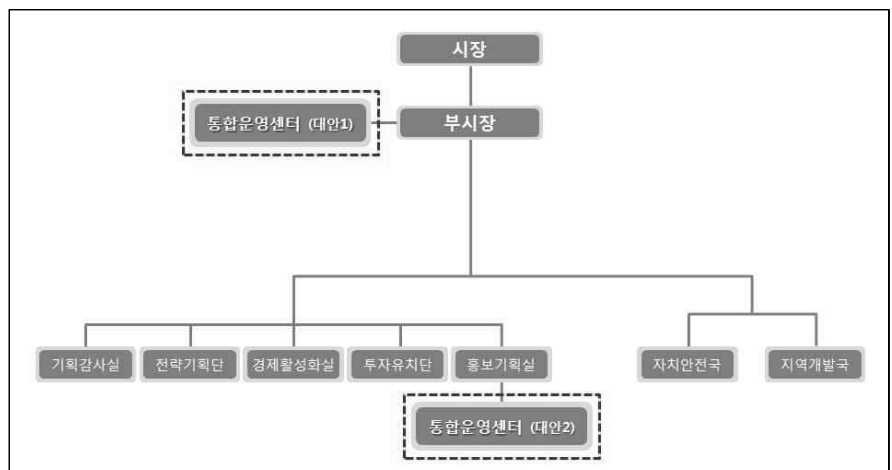 시장
통합운영센터 (대안1)
부시장
기획감사실
전략기획단
경제활성화실
투자유치단
홍보기획실
자치안전국
지역개발국
통합운영센터 (대안2)